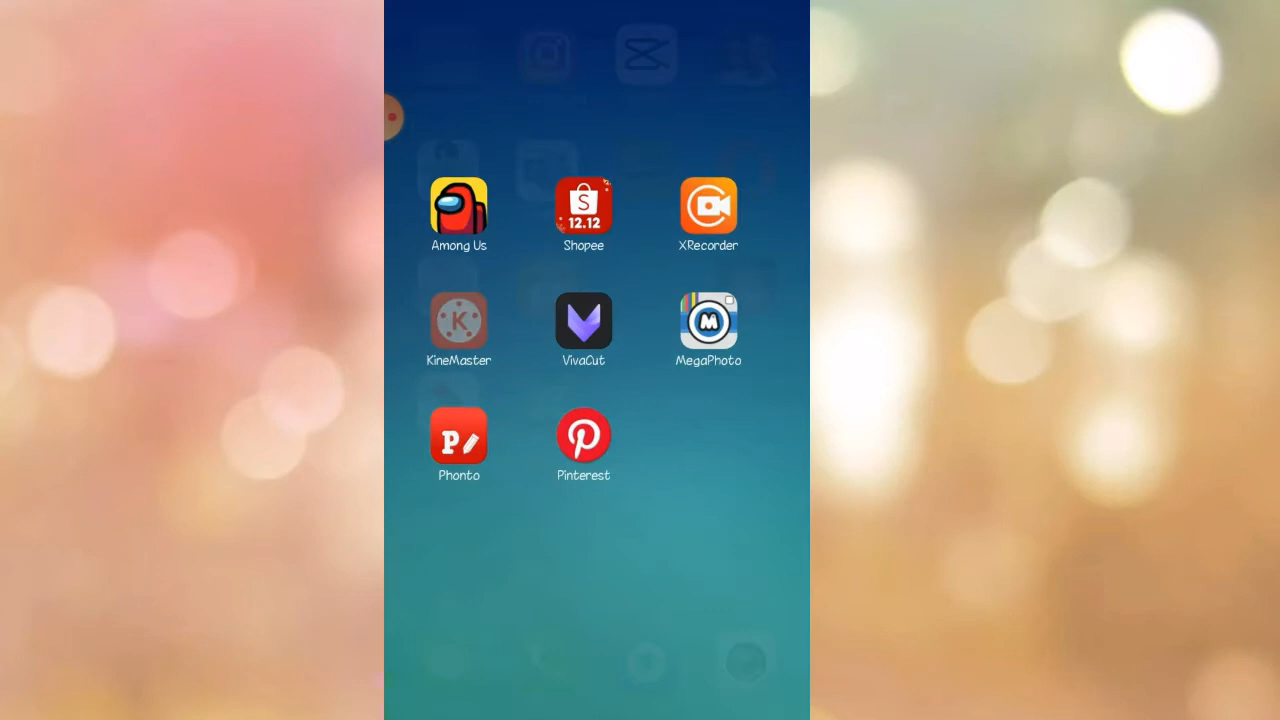 S
12.12
Among Us
Shopee
XRecorder
K
M
KineMaster
VivaCut
MegaPhoto
P
Phonto
Pinterest